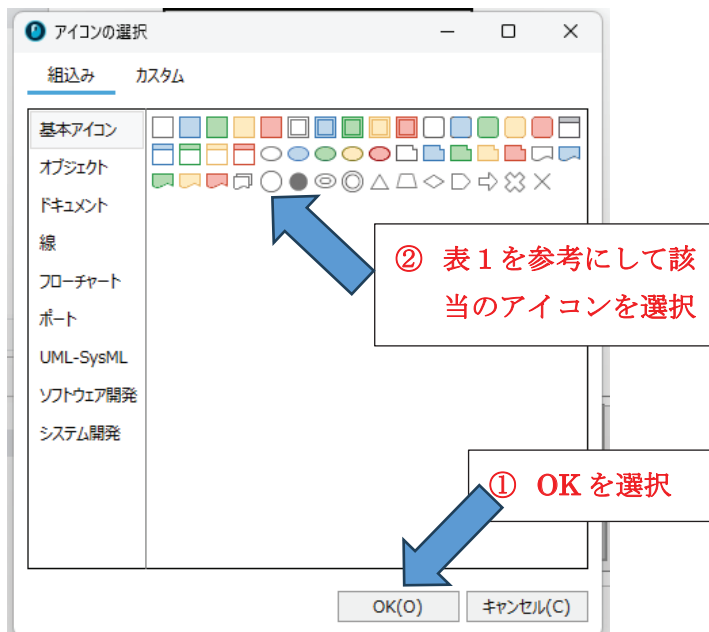 アイコンの選択
組込み カスタム
基本アイコン
オブジェクト
ドキュメント
線
フローチャート
ポート
UML-SysML
ソフトウェア開発
システム開発
② 表１を参考にして該
当のアイコンを選択
① OK を選択
OK(O) キャンセル(C)